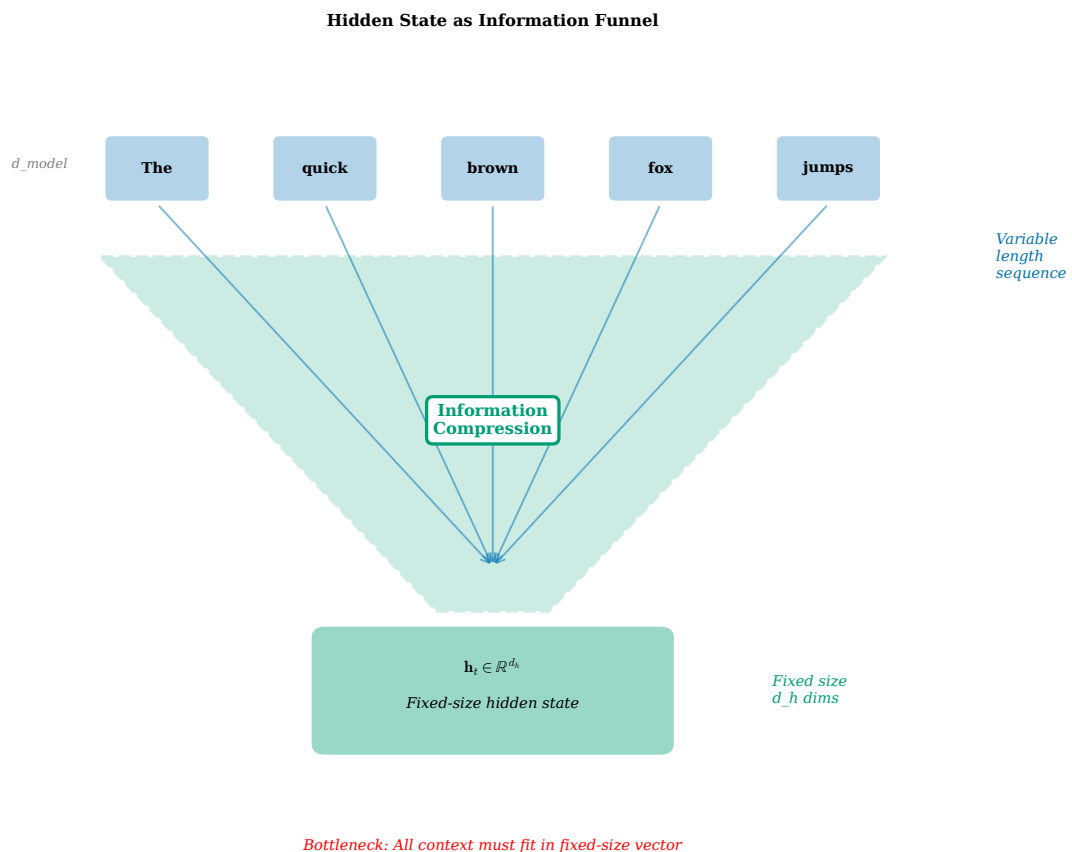 Hidden State as Information Funnel
d_model
The
quick
brown
fox
jumps
Variable
length
sequence
Information
Compression
𝐡ₜ ∈ ℝ^{d_h}
Fixed-size hidden state
Fixed size
d_h dims
Bottleneck: All context must fit in fixed-size vector